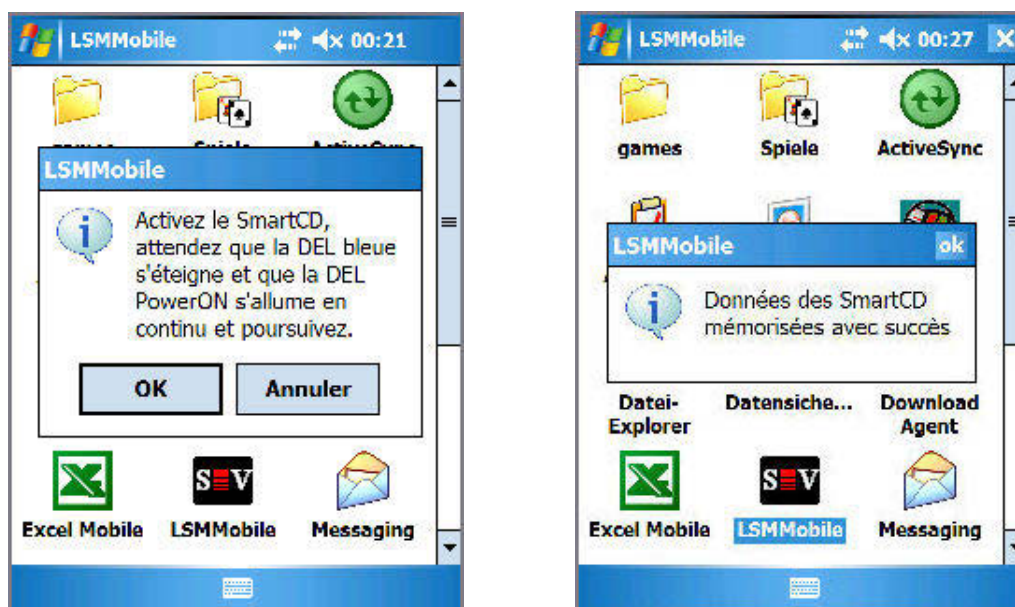 LSMMobile 00:21
LSMMobile
Activez le SmartCD,
attendez que la DEL bleue
s'éteigne et que la DEL
PowerON s'allume en
continu et poursuivez.
OK Annuler
Excel Mobile LSMMobile Messaging
LSMMobile 00:27
games Spiele ActiveSync
LSMMobile ok
Données des SmartCD
mémorisées avec succès
Datei-
Explorer
Datensiche...
Download
Agent
Excel Mobile LSMMobile Messaging